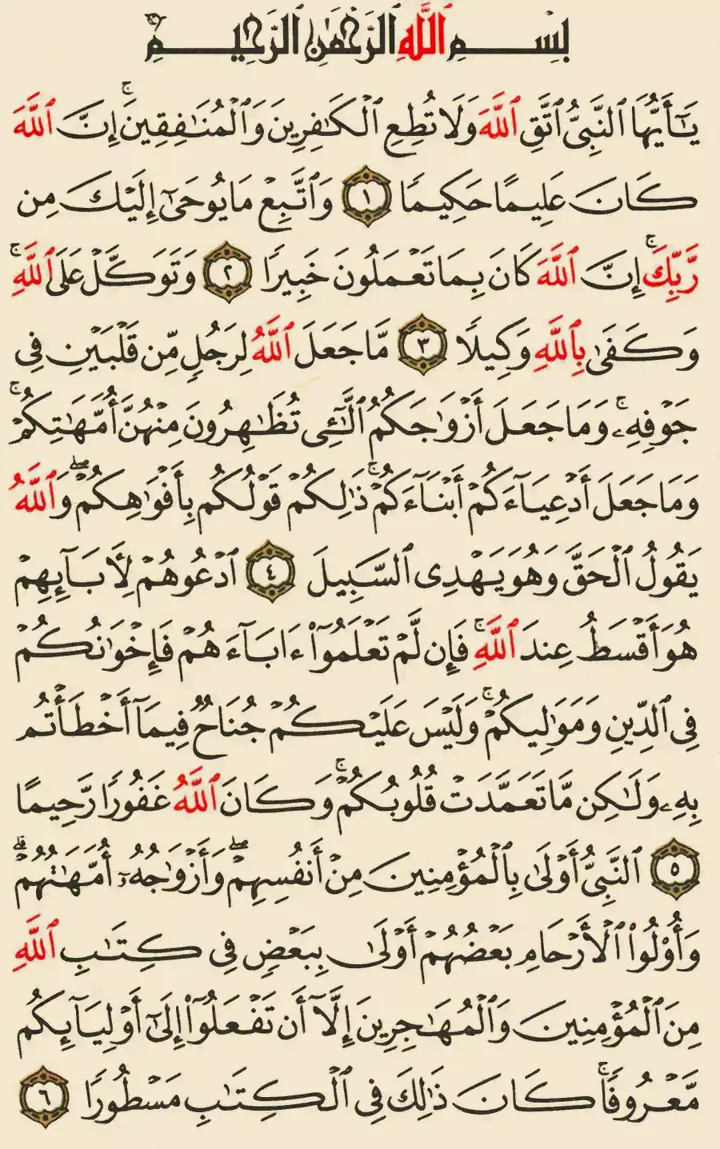 بِسْمِ ٱللَّهِ ٱلرَّحْمَٰنِ ٱلرَّحِيمِ
يَٰٓأَيُّهَا ٱلنَّبِىُّ ٱتَّقِ ٱللَّهَ وَلَا تُطِعِ ٱلْكَٰفِرِينَ وَٱلْمُنَٰفِقِينَ ۚ إِنَّ ٱللَّهَ
كَانَ عَلِيمًا حَكِيمًا ١ وَٱتَّبِعْ مَا يُوحَىٰٓ إِلَيْكَ مِن
رَّبِّكَ ۚ إِنَّ ٱللَّهَ كَانَ بِمَا تَعْمَلُونَ خَبِيرًا ٢ وَتَوَكَّلْ عَلَى ٱللَّهِ ۚ
وَكَفَىٰ بِٱللَّهِ وَكِيلًا ٣ مَّا جَعَلَ ٱللَّهُ لِرَجُلٍ مِّن قَلْبَيْنِ فِى
جَوْفِهِۦ ۚ وَمَا جَعَلَ أَزْوَٰجَكُمُ ٱلَّٰٓـِٔى تُظَٰهِرُونَ مِنْهُنَّ أُمَّهَٰتِكُمْ ۚ
وَمَا جَعَلَ أَدْعِيَآءَكُمْ أَبْنَآءَكُمْ ۚ ذَٰلِكُمْ قَوْلُكُم بِأَفْوَٰهِكُمْ ۖ وَٱللَّهُ
يَقُولُ ٱلْحَقَّ وَهُوَ يَهْدِى ٱلسَّبِيلَ ٤ ٱدْعُوهُمْ لِءَابَآئِهِمْ
هُوَ أَقْسَطُ عِندَ ٱللَّهِ ۚ فَإِن لَّمْ تَعْلَمُوٓا۟ ءَابَآءَهُمْ فَإِخْوَٰنُكُمْ
فِى ٱلدِّينِ وَمَوَٰلِيكُمْ ۚ وَلَيْسَ عَلَيْكُمْ جُنَاحٌ فِيمَآ أَخْطَأْتُم
بِهِۦ وَلَٰكِن مَّا تَعَمَّدَتْ قُلُوبُكُمْ ۚ وَكَانَ ٱللَّهُ غَفُورًا رَّحِيمًا
٥ ٱلنَّبِىُّ أَوْلَىٰ بِٱلْمُؤْمِنِينَ مِنْ أَنفُسِهِمْ ۖ وَأَزْوَٰجُهُۥٓ أُمَّهَٰتُهُمْ ۗ
وَأُو۟لُوا۟ ٱلْأَرْحَامِ بَعْضُهُمْ أَوْلَىٰ بِبَعْضٍ فِى كِتَٰبِ ٱللَّهِ
مِنَ ٱلْمُؤْمِنِينَ وَٱلْمُهَٰجِرِينَ إِلَّآ أَن تَفْعَلُوٓا۟ إِلَىٰٓ أَوْلِيَآئِكُم
مَّعْرُوفًا ۚ كَانَ ذَٰلِكَ فِى ٱلْكِتَٰبِ مَسْطُورًا ٦